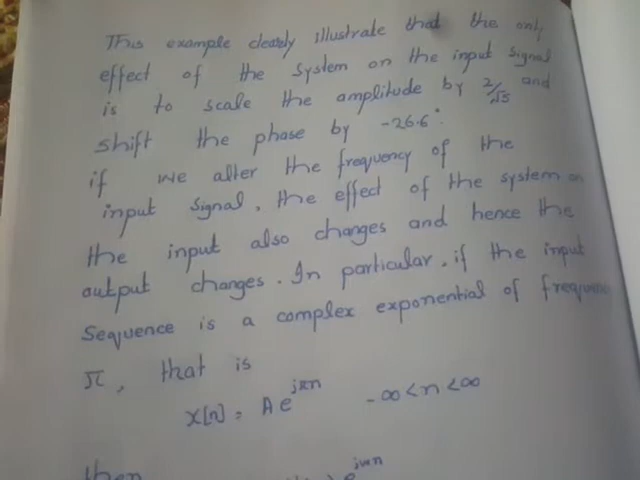 This example clearly illustrate that the only
effect of the system on the input signal
is to scale the amplitude by 2/√5 and
shift the phase by -26.6°.
if we alter the frequency of the
input signal, the effect of the system on
the input also changes and hence the
output changes. In particular, if the input
sequence is a complex exponential of
π, that is
x[n] = A e^{jπn} -∞<n<∞
then